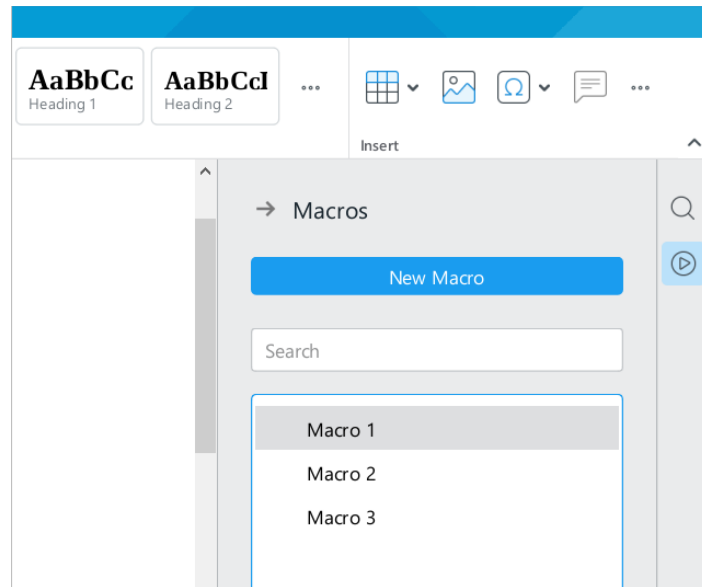 AaBbCc
Heading 1
AaBbCcI
Heading 2
Insert
Macros
New Macro
Search
Macro 1
Macro 2
Macro 3